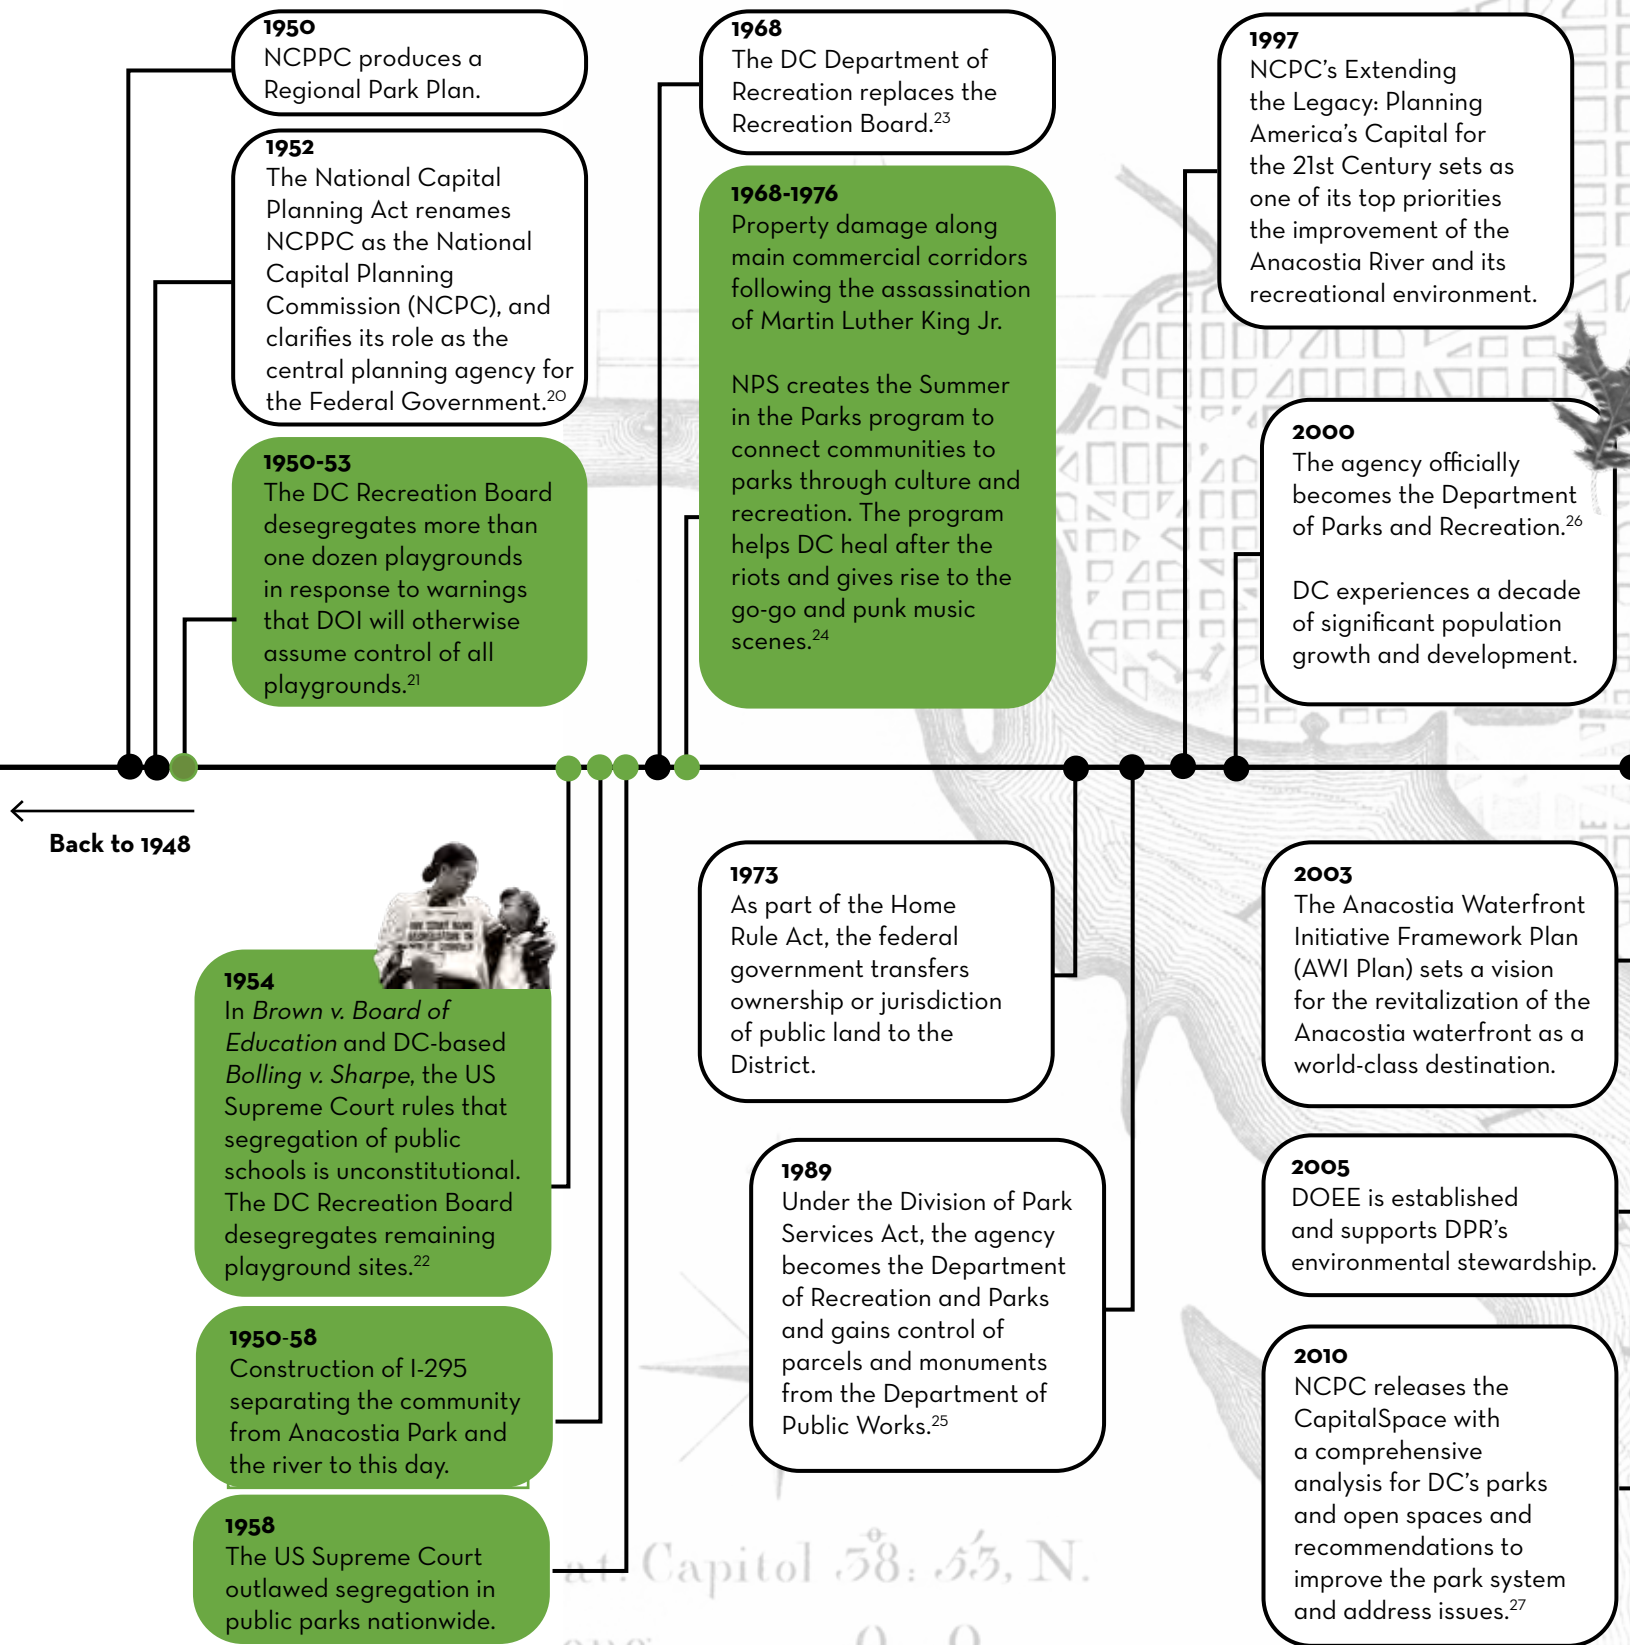 1950
NCPPC produces a
Regional Park Plan.
1952
The National Capital
Planning Act renames
NCPPC as the National
Capital Planning
Commission (NCPC), and
clarifies its role as the
central planning agency for
the Federal Government.20
1950-53
The DC Recreation Board
desegregates more than
one dozen playgrounds
in response to warnings
that DOI will otherwise
assume control of all
playgrounds.21
1968
The DC Department of
Recreation replaces the
Recreation Board.23
1968-1976
Property damage along
main commercial corridors
following the assassination
of Martin Luther King Jr.
NPS creates the Summer
in the Parks program to
connect communities to
parks through culture and
recreation. The program
helps DC heal after the
riots and gives rise to the
go-go and punk music
scenes.24
1997
NCPC's Extending
the Legacy: Planning
America's Capital for
the 21st Century sets as
one of its top priorities
the improvement of the
Anacostia River and its
recreational environment.
2000
The agency officially
becomes the Department
of Parks and Recreation.26
DC experiences a decade
of significant population
growth and development.
Back to 1948
1954
In Brown v. Board of
Education and DC-based
Bolling v. Sharpe, the US
Supreme Court rules that
segregation of public
schools is unconstitutional.
The DC Recreation Board
desegregates remaining
playground sites.22
1950-58
Construction of I-295
separating the community
from Anacostia Park and
the river to this day.
1958
The US Supreme Court
outlawed segregation in
public parks nationwide.
1973
As part of the Home
Rule Act, the federal
government transfers
ownership or jurisdiction
of public land to the
District.
1989
Under the Division of Park
Services Act, the agency
becomes the Department
of Recreation and Parks
and gains control of
parcels and monuments
from the Department of
Public Works.25
2003
The Anacostia Waterfront
Initiative Framework Plan
(AWI Plan) sets a vision
for the revitalization of the
Anacostia waterfront as a
world-class destination.
2005
DOEE is established
and supports DPR's
environmental stewardship.
2010
NCPC releases the
CapitalSpace with
a comprehensive
analysis for DC's parks
and open spaces and
recommendations to
improve the park system
and address issues.27
at. Capitol 38: 53, N.